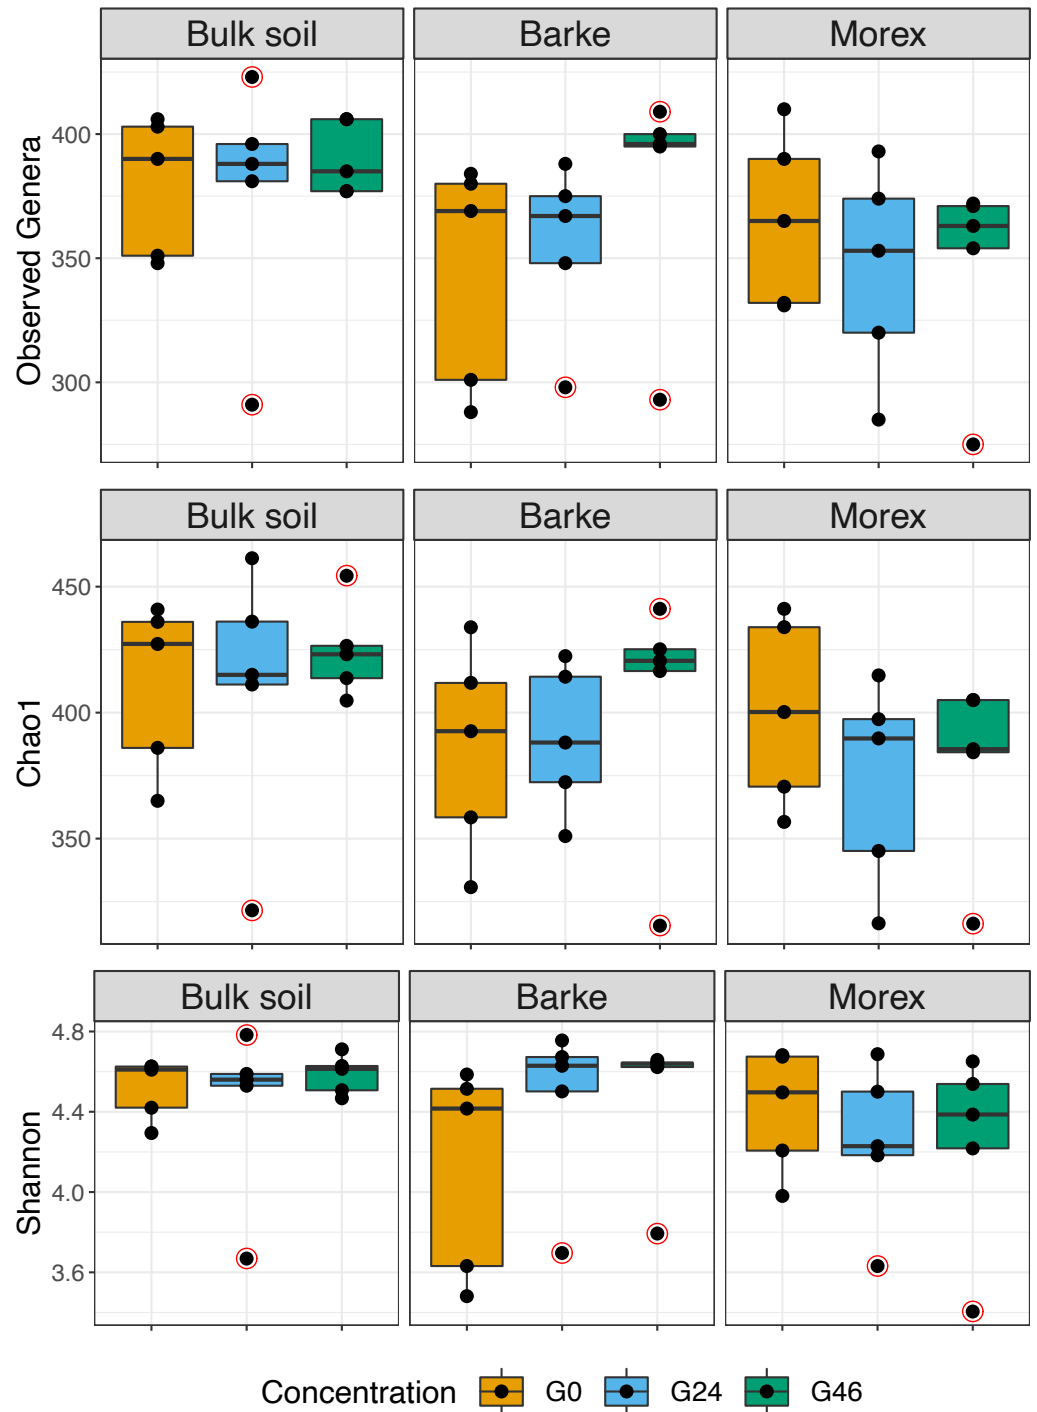 Bulk soil Barke Morex
Observed Genera
400
350
300
Bulk soil Barke Morex
Chao1
450
400
350
Bulk soil Barke Morex
Shannon
4.8
4.4
4.0
3.6
Concentration G0 G24 G46